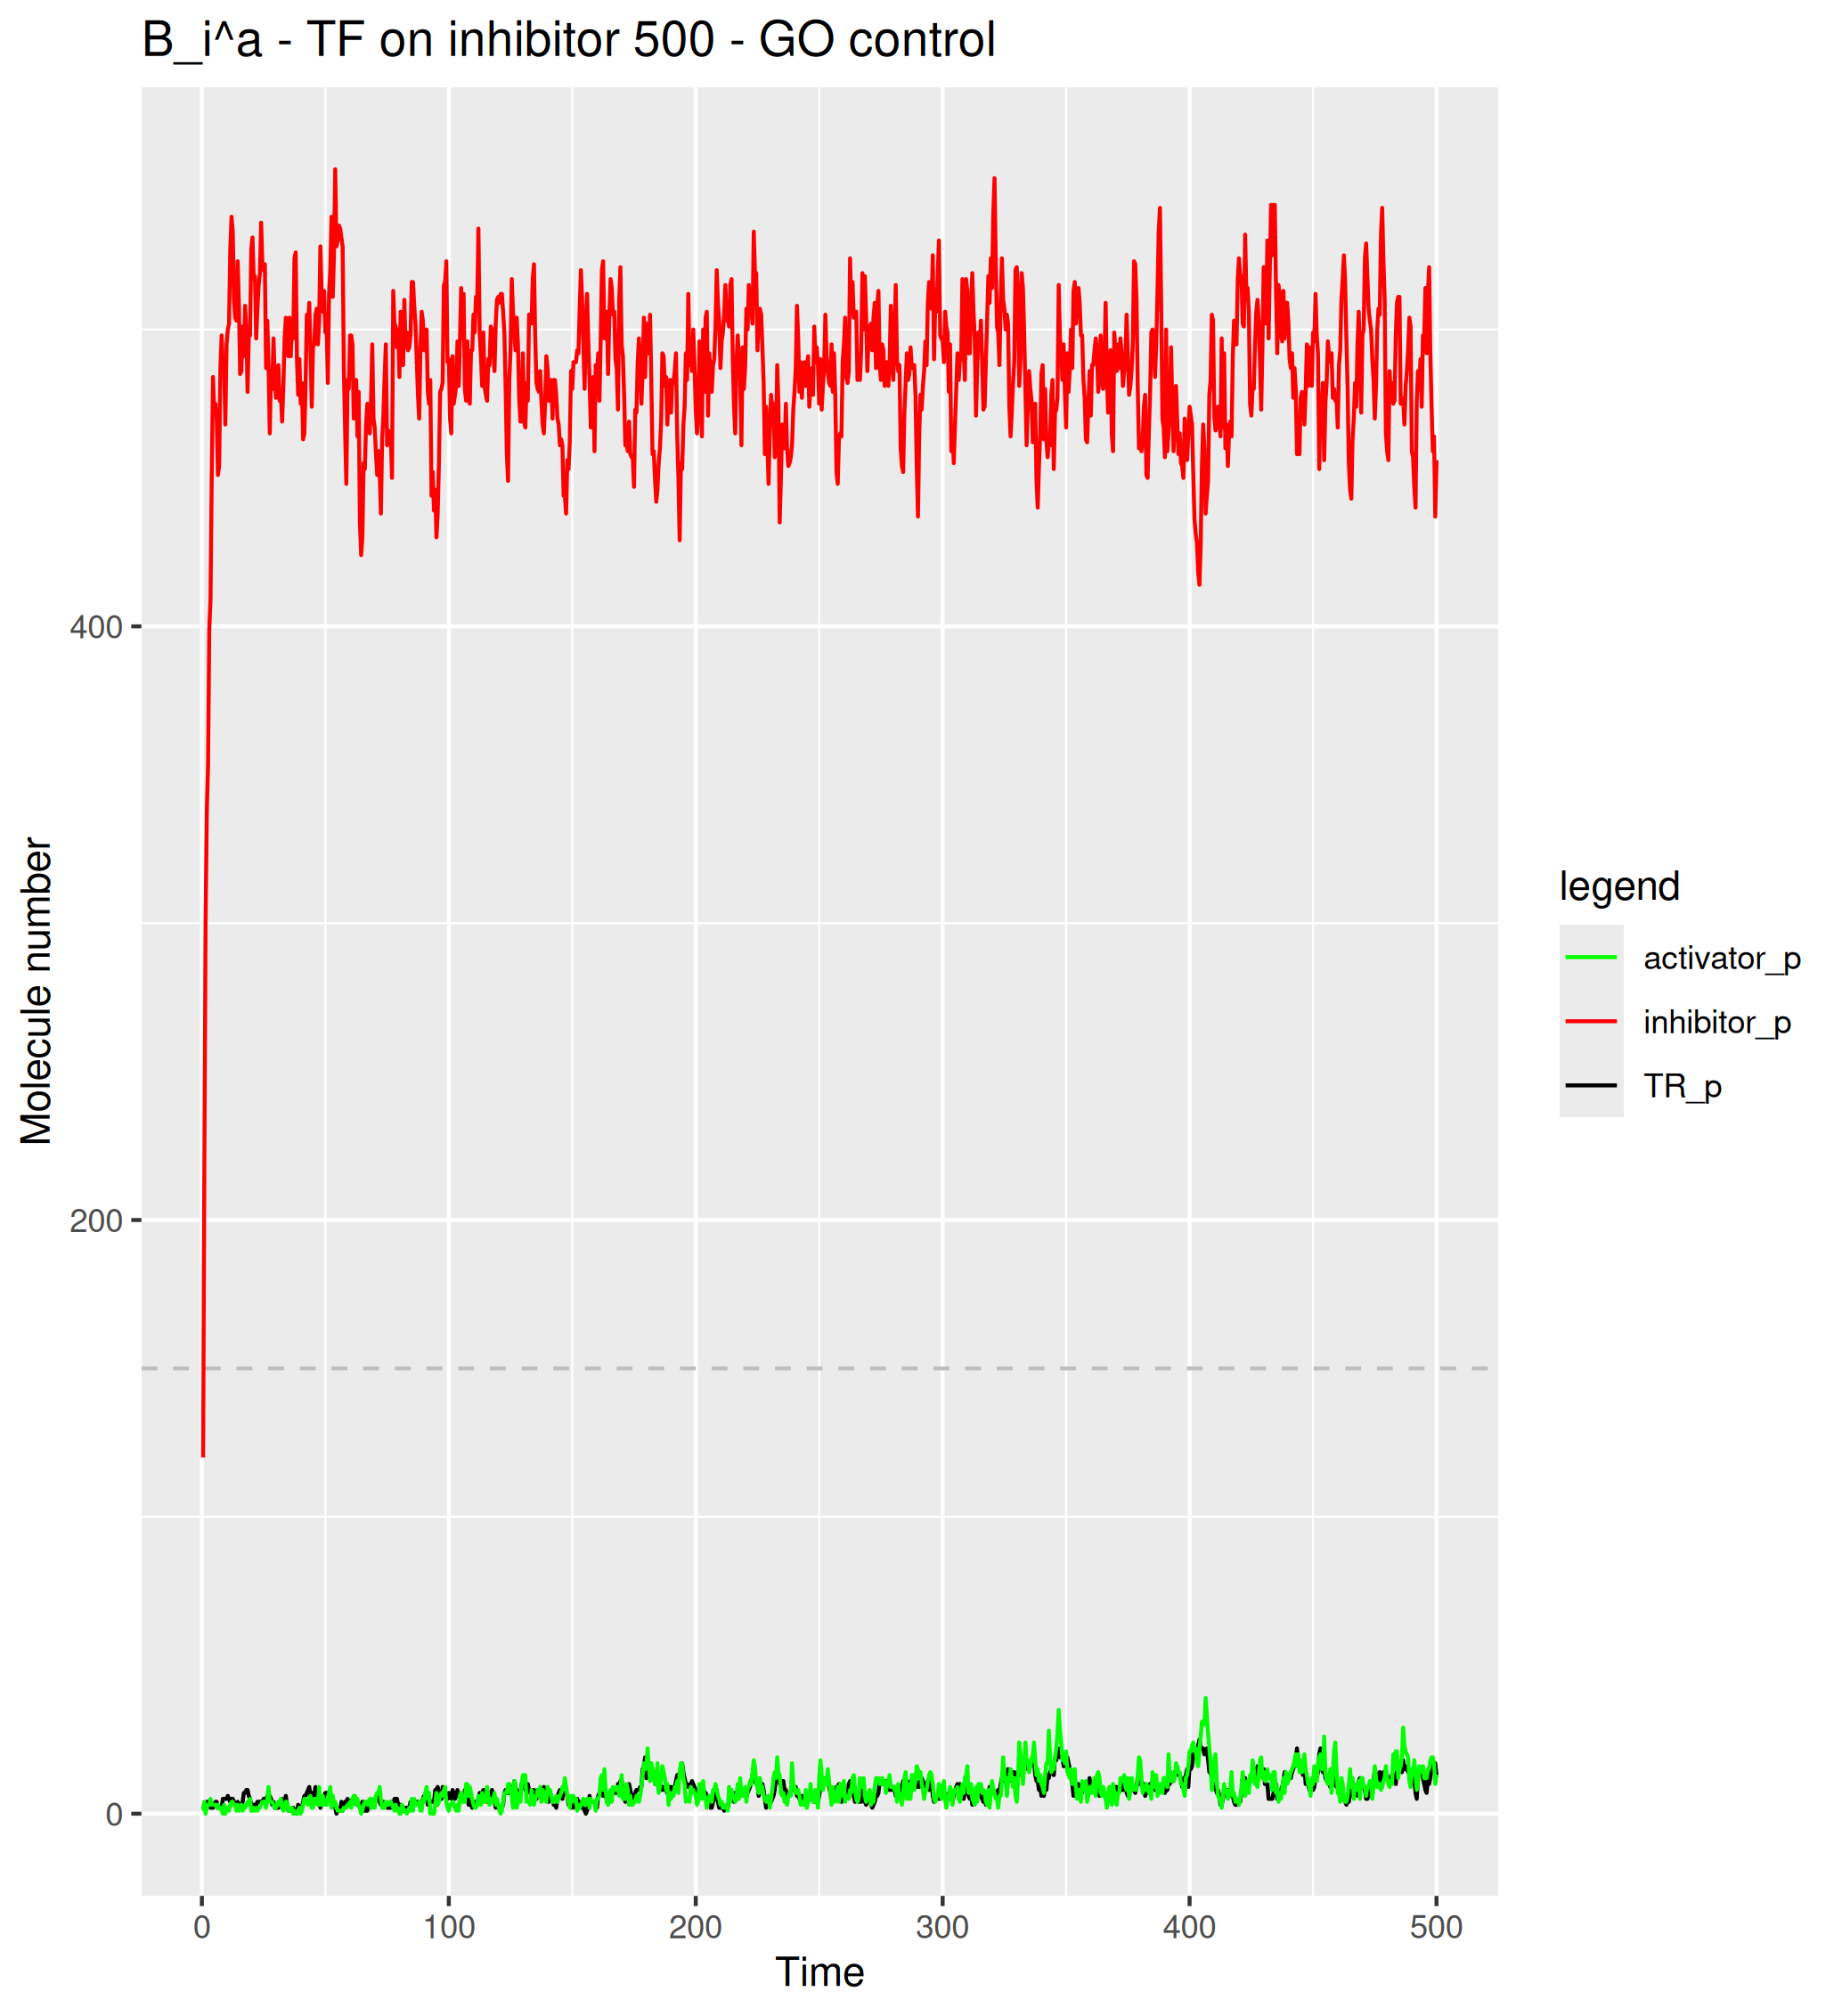 B_i^a - TF on inhibitor 500 - GO control
Molecule number
400
200
0
0 100 200 300 400 500
Time
legend
activator_p
inhibitor_p
TR_p